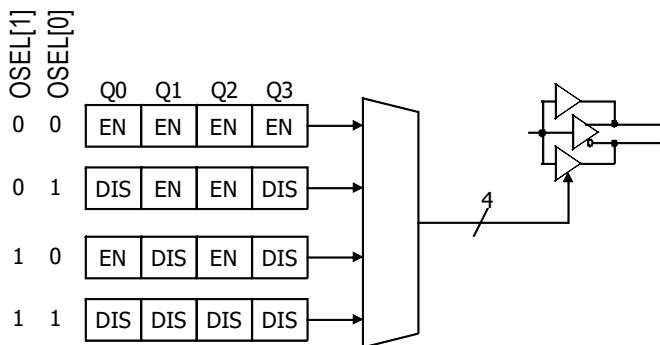 OSEL[1] OSEL[0]
Q0 Q1 Q2 Q3
0 0 EN EN EN EN
0 1 DIS EN EN DIS
4
1 0 EN DIS EN DIS
1 1 DIS DIS DIS DIS